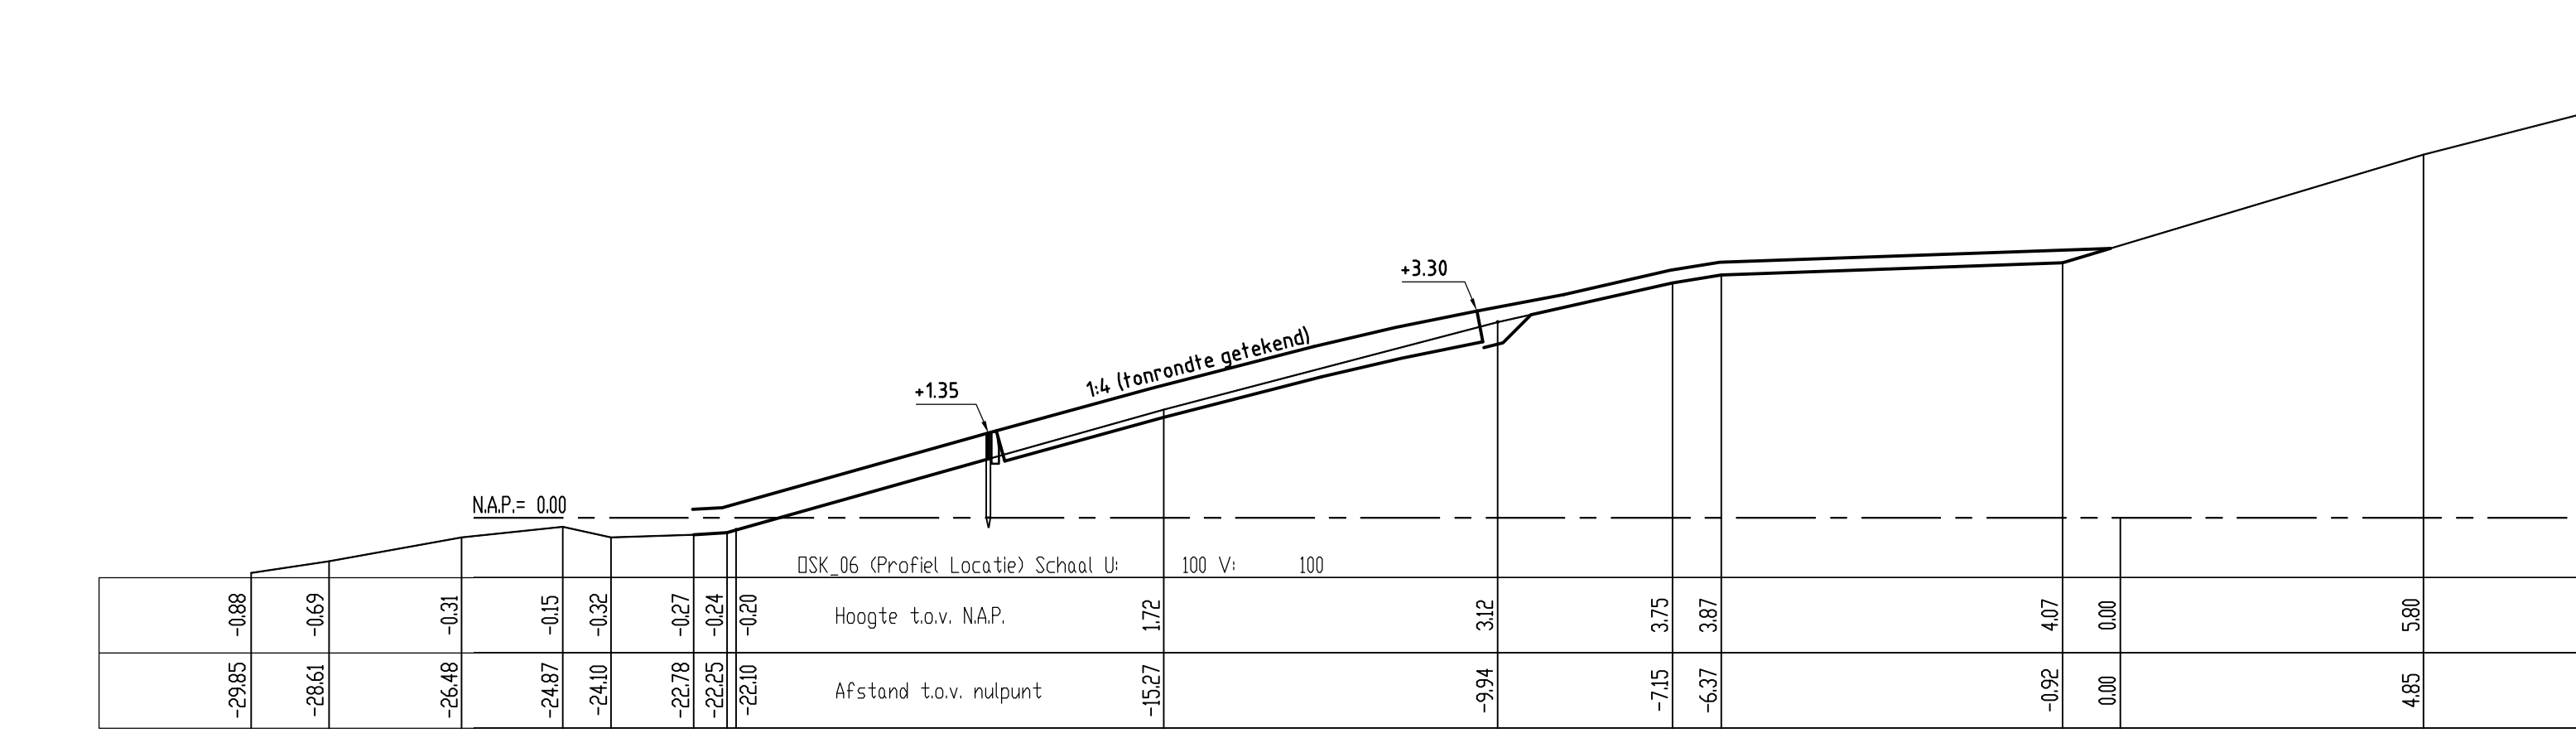 +3.30
1:4 (tonrondte getekend)
+1.35
N.A.P.= 0.00
SK_06 (Profiel Locatie) Schaal U: 100 V: 100
-0.88 -0.69 -0.31 -0.15 -0.32 -0.27 -0.24 -0.20 Hoogte t.o.v. N.A.P. 1.72 3.12 3.75 3.87 4.07 0.00 5.80
-29.85 -28.61 -26.48 -24.87 -24.10 -22.78 -22.25 -22.10 Afstand t.o.v. nulpunt -15.27 -9.94 -7.15 -6.37 -0.92 0.00 4.85